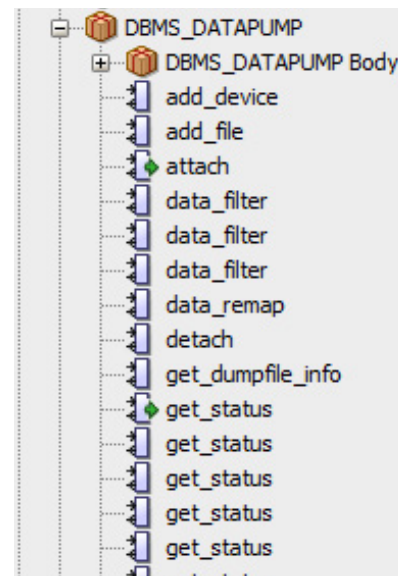 DBMS_DATAPUMP
DBMS_DATAPUMP Body
add_device
add_file
attach
data_filter
data_filter
data_filter
data_remap
detach
get_dumpfile_info
get_status
get_status
get_status
get_status
get_status